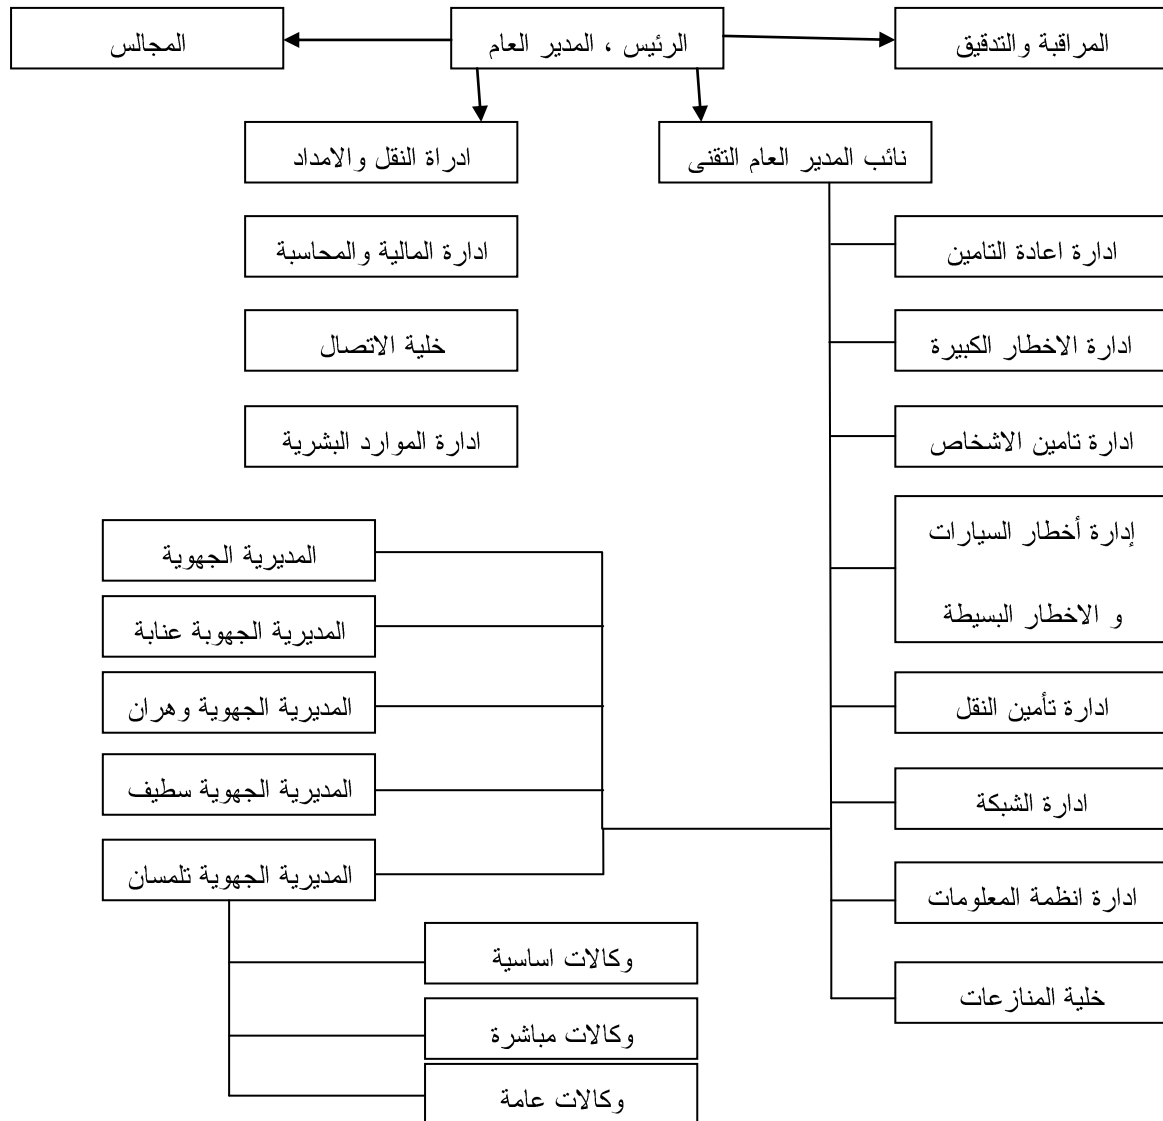 المراقبة والتدقيق
الرئيس ، المدير العام
المجالس
نائب المدير العام التقنى
ادراة النقل والامداد
ادارة اعادة التامين
ادارة المالية والمحاسبة
ادارة الاخطار الكبيرة
خلية الاتصال
ادارة تامين الاشخاص
ادارة الموارد البشرية
إدارة أخطار السيارات
و الاخطار البسيطة
المديرية الجهوية
المديرية الجهوبة عنابة
ادارة تأمين النقل
المديرية الجهوية وهران
ادارة الشبكة
المديرية الجهوية سطيف
ادارة انظمة المعلومات
المديرية الجهوية تلمسان
خلية المنازعات
وكالات اساسية
وكالات مباشرة
وكالات عامة